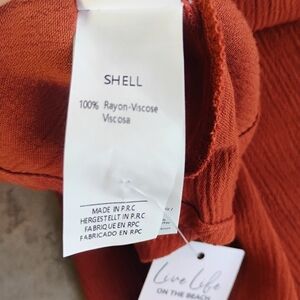 SHELL
100% Rayon-Viscose
Viscosa
MADE IN P.R.C
HERGESTELLT IN P.R.C
FABRIQUE EN RPC
FABRICADO EN RPC
Live Life
ON THE BEACH